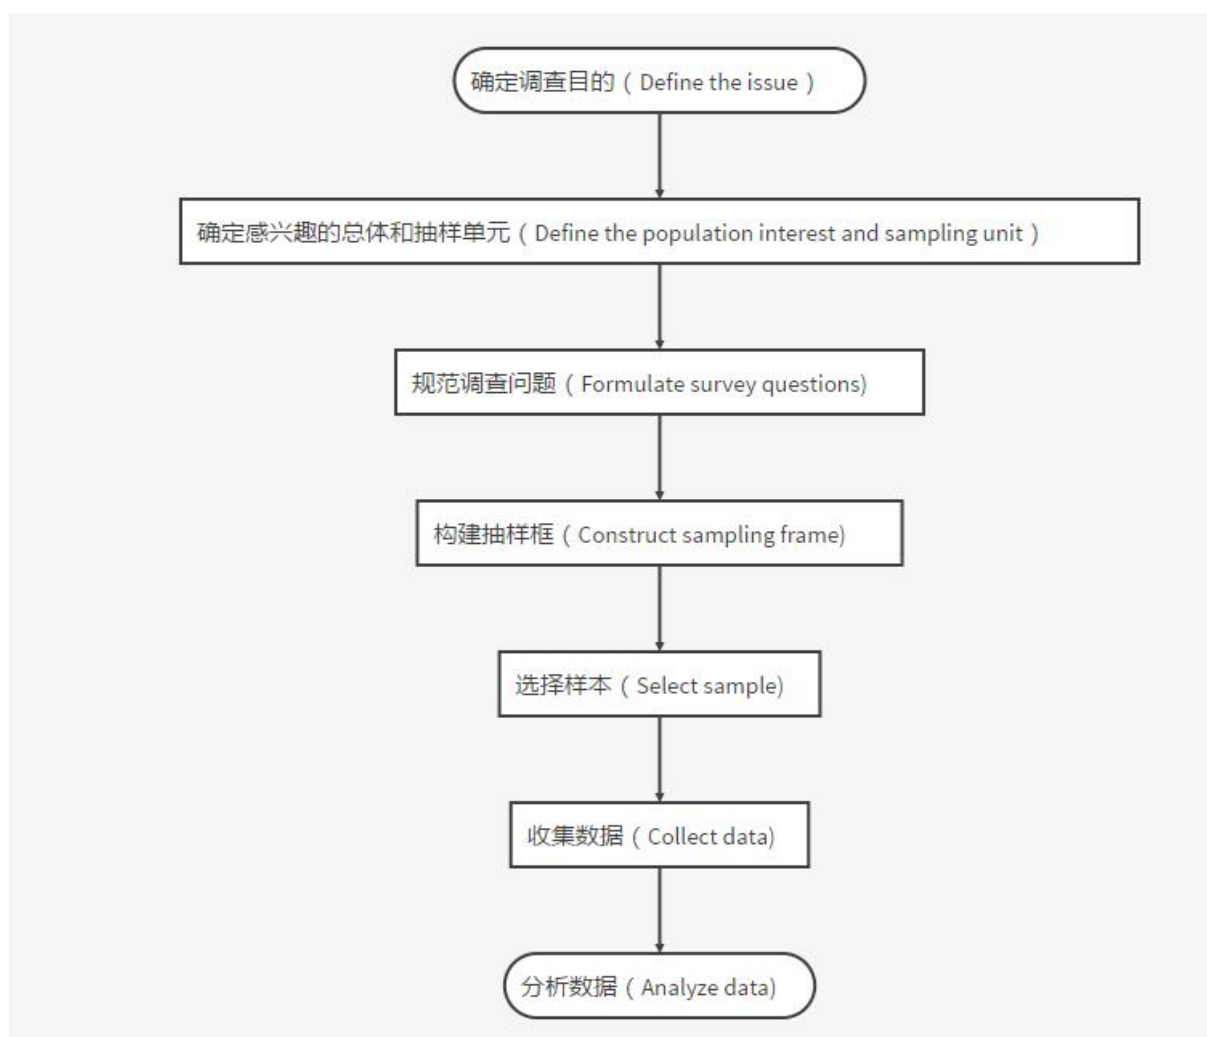 确定调查目的（Define the issue）
确定感兴趣的总体和抽样单元（Define the population interest and sampling unit）
规范调查问题（Formulate survey questions)
构建抽样框（Construct sampling frame)
选择样本（Select sample)
收集数据（Collect data)
分析数据（Analyze data)